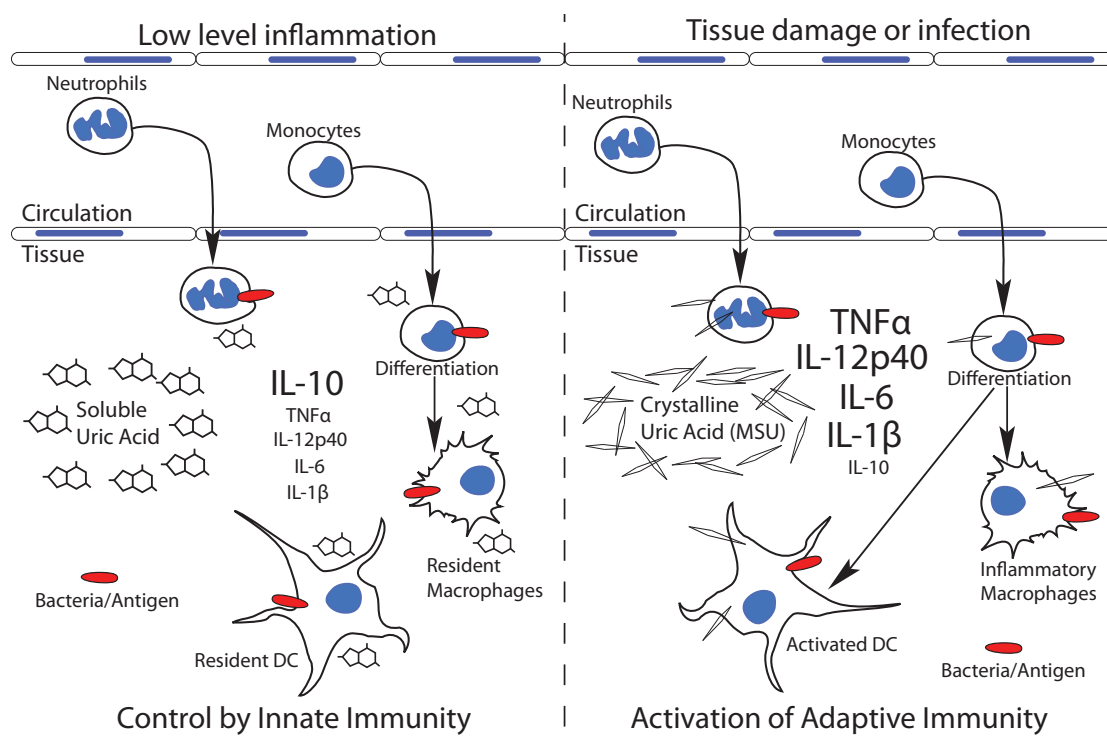 Low level inflammation
Neutrophils
Monocytes
Circulation
Tissue
Differentiation
Soluble
Uric Acid
IL-10
TNFα
IL-12p40
IL-6
IL-1β
Resident
Macrophages
Bacteria/Antigen
Resident DC
Control by Innate Immunity
Tissue damage or infection
Neutrophils
Monocytes
Circulation
Tissue
TNFα
IL-12p40
IL-6
IL-1β
IL-10
Differentiation
Crystalline
Uric Acid (MSU)
Inflammatory
Macrophages
Activated DC
Bacteria/Antigen
Activation of Adaptive Immunity